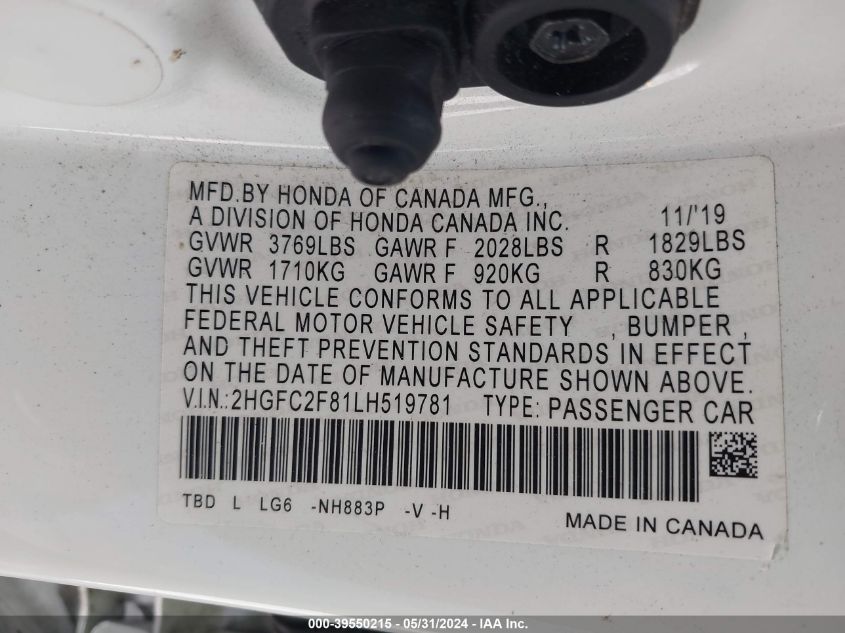 MFD.BY HONDA OF CANADA MFG.,
A DIVISION OF HONDA CANADA INC. 11/'19
GVWR 3769LBS GAWR F 2028LBS R 1829LBS
GVWR 1710KG GAWR F 920KG R 830KG
THIS VEHICLE CONFORMS TO ALL APPLICABLE
FEDERAL MOTOR VEHICLE SAFETY , BUMPER ,
AND THEFT PREVENTION STANDARDS IN EFFECT
ON THE DATE OF MANUFACTURE SHOWN ABOVE.
V.I.N.:2HGFC2F81LH519781 TYPE: PASSENGER CAR
TBD L LG6 -NH883P -V -H
MADE IN CANADA
000-39550215 - 05/31/2024 - IAA Inc.